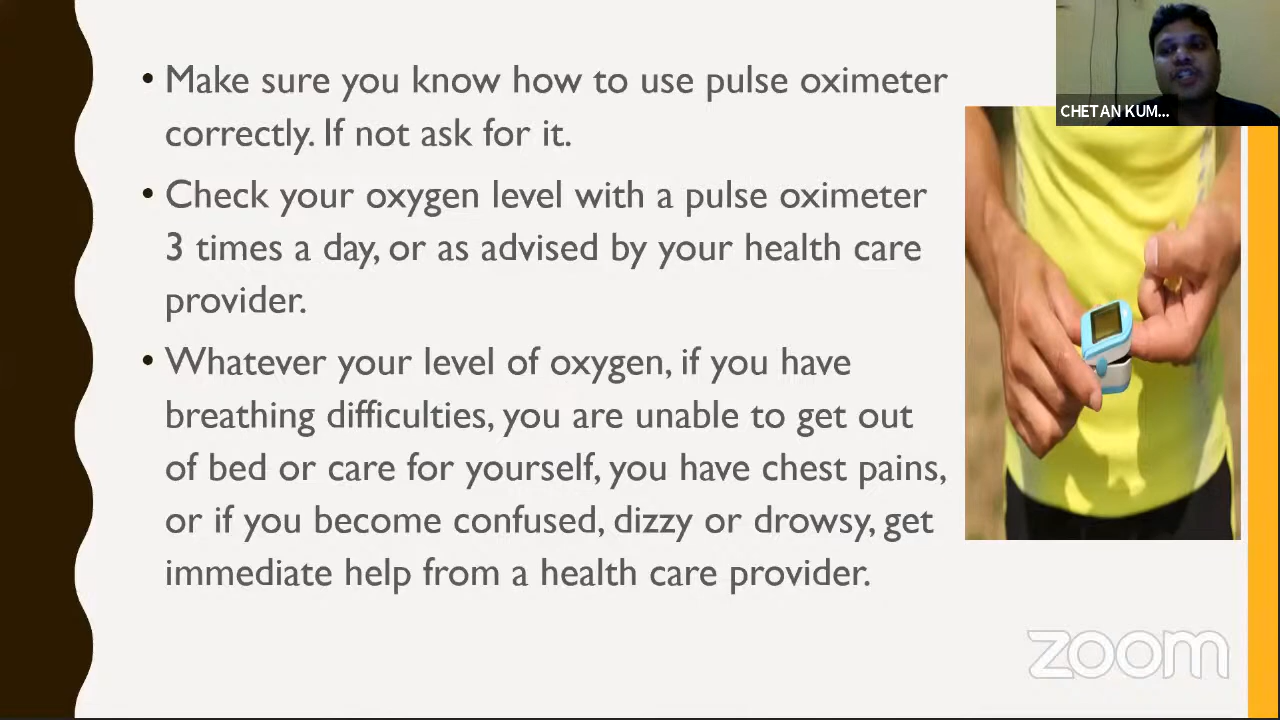 • Make sure you know how to use pulse oximeter
correctly. If not ask for it.
• Check your oxygen level with a pulse oximeter
3 times a day, or as advised by your health care
provider.
• Whatever your level of oxygen, if you have
breathing difficulties, you are unable to get out
of bed or care for yourself, you have chest pains,
or if you become confused, dizzy or drowsy, get
immediate help from a health care provider.
CHETAN KUM...
zoom